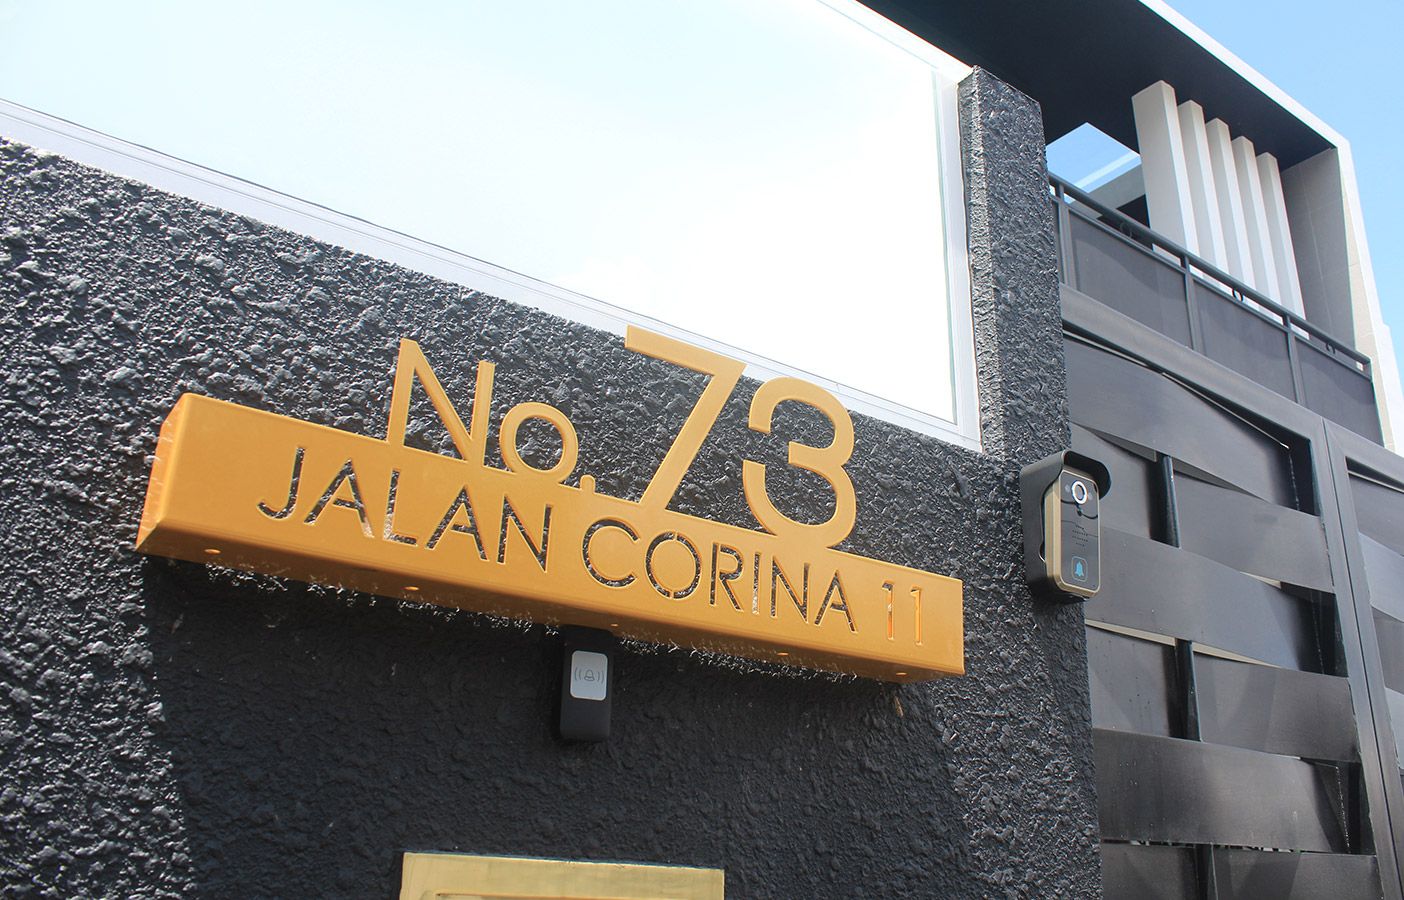 No. 73
JALAN CORINA 11